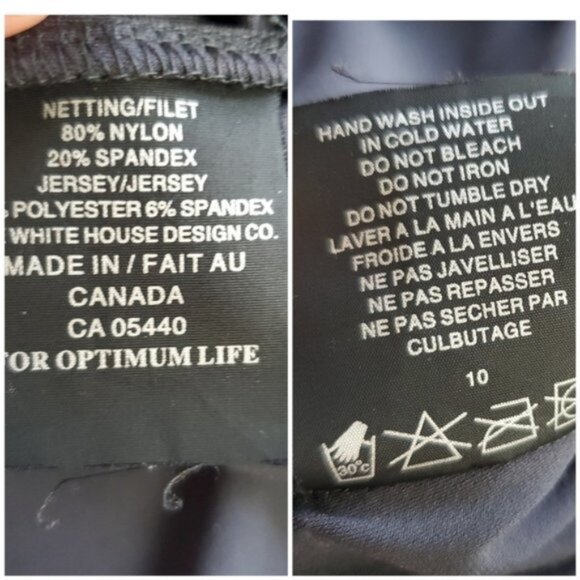 NETTING/FILET
80% NYLON
20% SPANDEX
JERSEY/JERSEY
% POLYESTER 6% SPANDEX
WHITE HOUSE DESIGN CO.
MADE IN / FAIT AU
CANADA
CA 05440
FOR OPTIMUM LIFE
HAND WASH INSIDE OUT
IN COLD WATER
DO NOT BLEACH
DO NOT IRON
DO NOT TUMBLE DRY
LAVER A LA MAIN A L'EAU
FROIDE A LA ENVERS
NE PAS JAVELLISER
NE PAS REPASSER
NE PAS SECHER PAR
CULBUTAGE
10
30°c